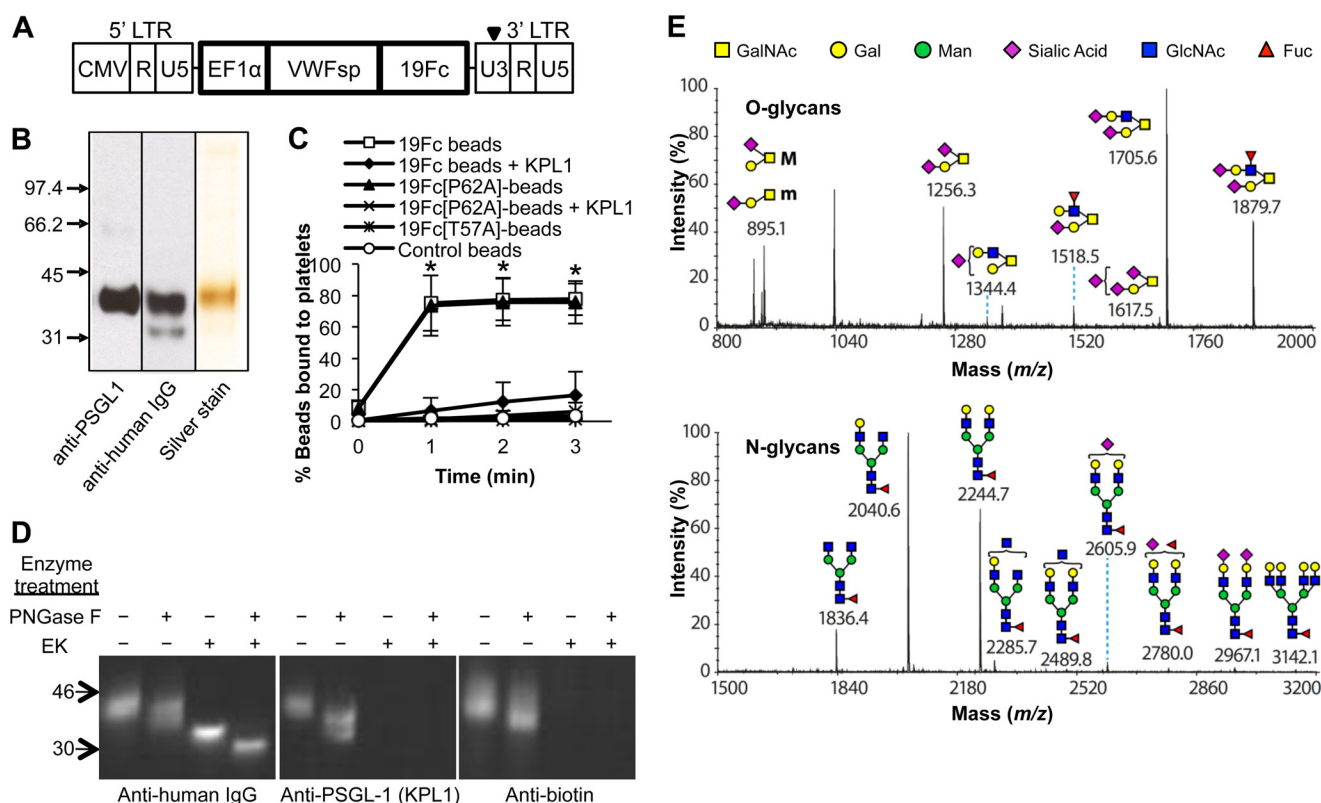 A
5' LTR
3' LTR
CMV R U5 EF1α VWFsp 19Fc U3 R U5
B
97.4
66.2
45
31
anti-PSGL1
anti-human IgG
Silver stain
C
19Fc beads
19Fc beads + KPL1
19Fc[P62A]-beads
19Fc[P62A]-beads + KPL1
19Fc[T57A]-beads
Control beads
% Beads bound to platelets
100
80
60
40
20
0
* * *
0 1 2 3
Time (min)
D
Enzyme
treatment
PNGase F − + − + − + − + − + − +
EK − − + + − − + + − − + +
46
30
Anti-human IgG
Anti-PSGL-1 (KPL1)
Anti-biotin
E
GalNAc Gal Man Sialic Acid GlcNAc Fuc
O-glycans
Intensity (%)
100
80
60
40
20
0
M
m
895.1
1256.3
1344.4
1518.5
1617.5
1705.6
1879.7
800 1040 1280 1520 1760 2000
Mass (m/z)
N-glycans
Intensity (%)
100
80
60
40
20
0
1836.4
2040.6
2244.7
2285.7
2489.8
2605.9
2780.0
2967.1
3142.1
1500 1840 2180 2520 2860 3200
Mass (m/z)